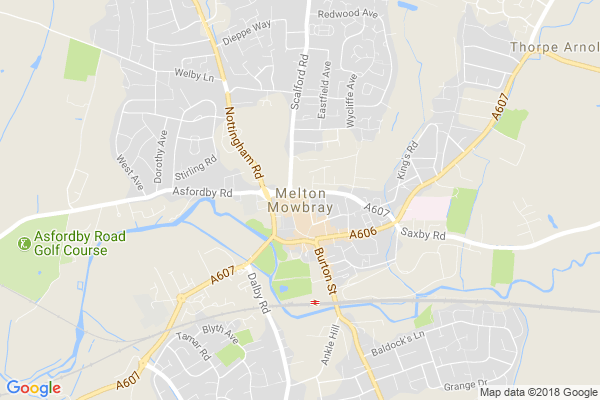 Redwood Ave
Dieppe Way
Thorpe Arnol
Welby Ln
Scalford Rd
Eastfield Ave
Wycliffe Ave
A607
Nottingham Rd
Dorothy Ave
West Ave
Stirling Rd
King's Rd
Asfordby Rd
Melton
Mowbray
A607
A606
Saxby Rd
Asfordby Road
Golf Course
A607
Dalby Rd
Burton St
Blyth Ave
Tamar Rd
Ankle Hill
Baldock's Ln
A607
Grange Dr
Google
Map data ©2018 Google